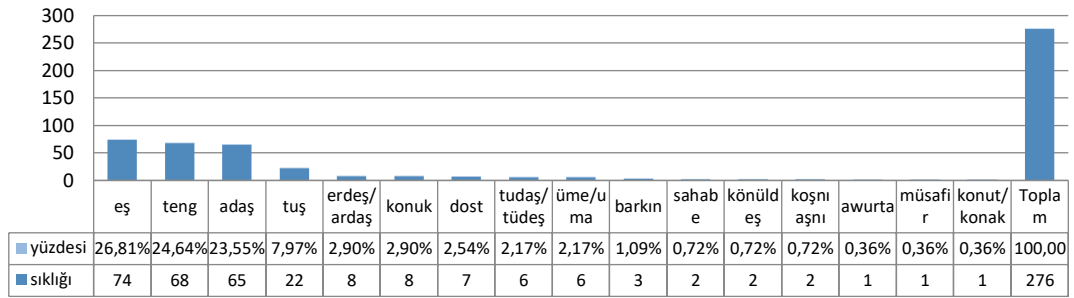 300
250
200
150
100
50
0
eş teng adaş tuş erdeş/ konuk dost tudaş/ üme/u barkın sahab könüld koşnı awurta müsafi konut/ Topla
ardaş tüdeş ma e eş aşnı r konak m
yüzdesi 26,81% 24,64% 23,55% 7,97% 2,90% 2,90% 2,54% 2,17% 2,17% 1,09% 0,72% 0,72% 0,72% 0,36% 0,36% 0,36% 100,00
sıklığı 74 68 65 22 8 8 7 6 6 3 2 2 2 1 1 1 276